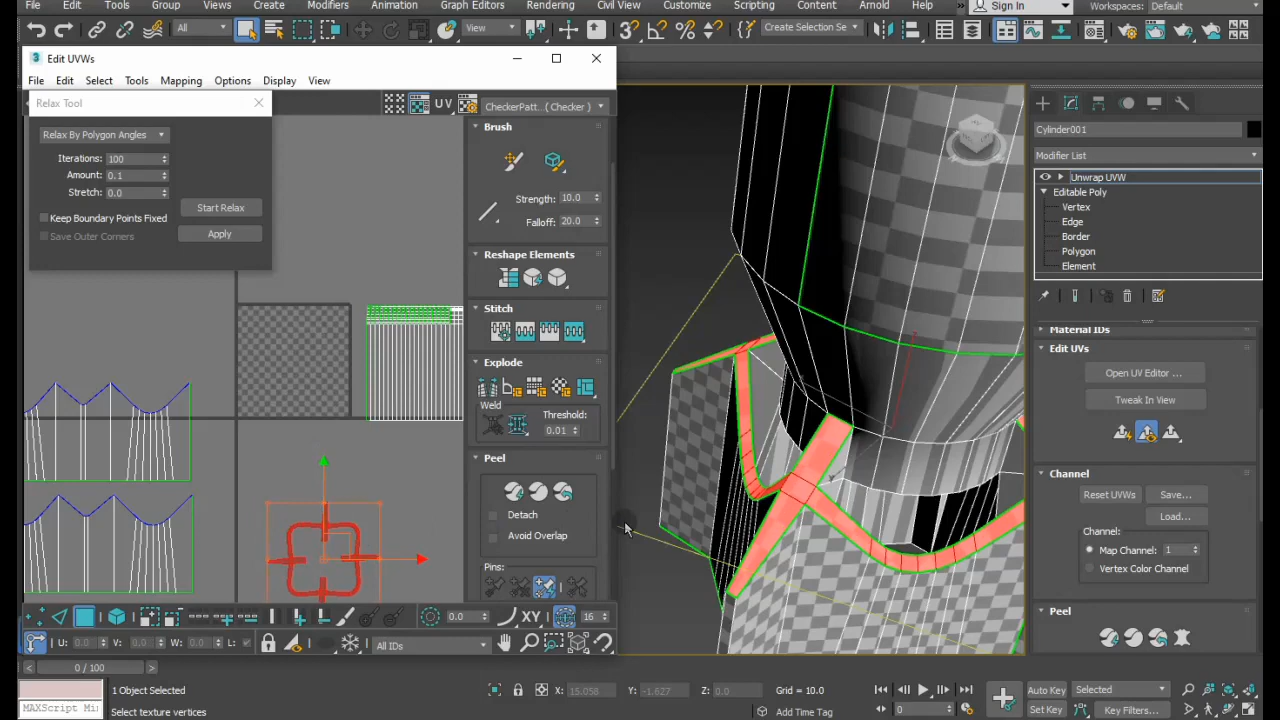 File Edit Tools Group Views Create Modifiers Animation Graph Editors Rendering Civil View Customize Scripting Content Arnold Help » Sign In Workspaces: Default
All View Create Selection Se
3 Edit UVWs
File Edit Select Tools Mapping Options Display View
Relax Tool
UV CheckerPatt... ( Checker )
Relax By Polygon Angles
Iterations: 100
Amount: 0.1
Stretch: 0.0
Keep Boundary Points Fixed
Save Outer Corners
Start Relax
Apply
Brush
Strength: 10.0
Falloff: 20.0
Reshape Elements
Stitch
Explode
Weld Threshold:
0.01
Peel
Detach
Avoid Overlap
Pins:
0.0 XY 16
U: 0.0 V: 0.0 W: 0.0 L: All IDs
Cylinder001
Modifier List
Unwrap UVW
Editable Poly
Vertex
Edge
Border
Polygon
Element
Material IDs
Edit UVs
Open UV Editor ...
Tweak In View
Channel
Reset UVWs Save...
Load...
Channel:
Map Channel: 1
Vertex Color Channel
Peel
< 0 / 100 >
1 Object Selected
X: 15.058 Y: -1.627 Z: 0.0 Grid = 10.0
Auto Key Selected
MAXScript Mi
Select texture vertices
Add Time Tag
0
Set Key Key Filters...